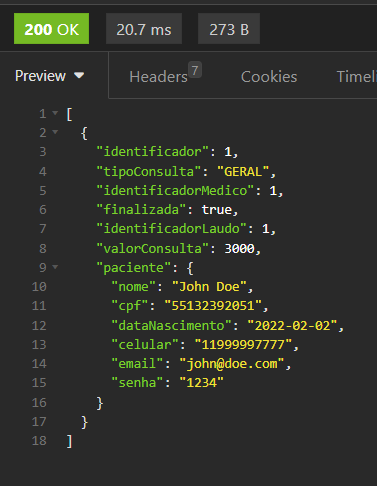 200 OK 20.7 ms 273 B
Preview Headers 7 Cookies Timeli
1 [
2 {
3 "identificador": 1,
4 "tipoConsulta": "GERAL",
5 "identificadorMedico": 1,
6 "finalizada": true,
7 "identificadorLaudo": 1,
8 "valorConsulta": 3000,
9 "paciente": {
10 "nome": "John Doe",
11 "cpf": "55132392051",
12 "dataNascimento": "2022-02-02",
13 "celular": "11999997777",
14 "email": "john@doe.com",
15 "senha": "1234"
16 }
17 }
18 ]